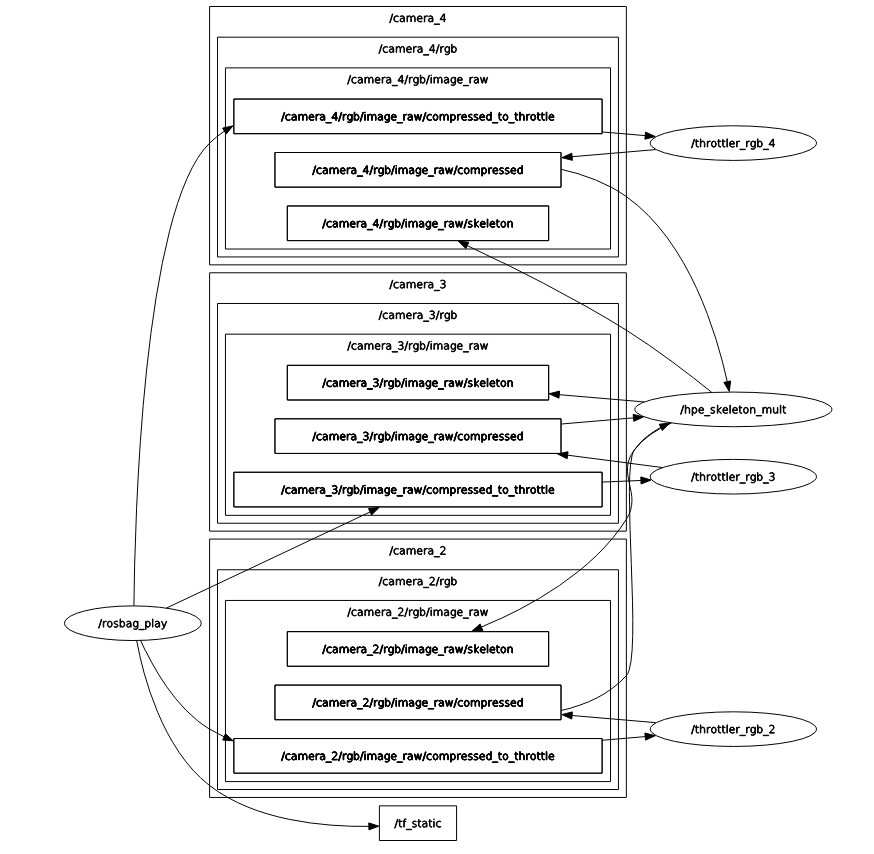 /camera_4
/camera_4/rgb
/camera_4/rgb/image_raw
/camera_4/rgb/image_raw/compressed_to_throttle
/throttler_rgb_4
/camera_4/rgb/image_raw/compressed
/camera_4/rgb/image_raw/skeleton
/camera_3
/camera_3/rgb
/camera_3/rgb/image_raw
/camera_3/rgb/image_raw/skeleton
/hpe_skeleton_mult
/camera_3/rgb/image_raw/compressed
/throttler_rgb_3
/camera_3/rgb/image_raw/compressed_to_throttle
/camera_2
/camera_2/rgb
/camera_2/rgb/image_raw
/rosbag_play
/camera_2/rgb/image_raw/skeleton
/camera_2/rgb/image_raw/compressed
/throttler_rgb_2
/camera_2/rgb/image_raw/compressed_to_throttle
/tf_static